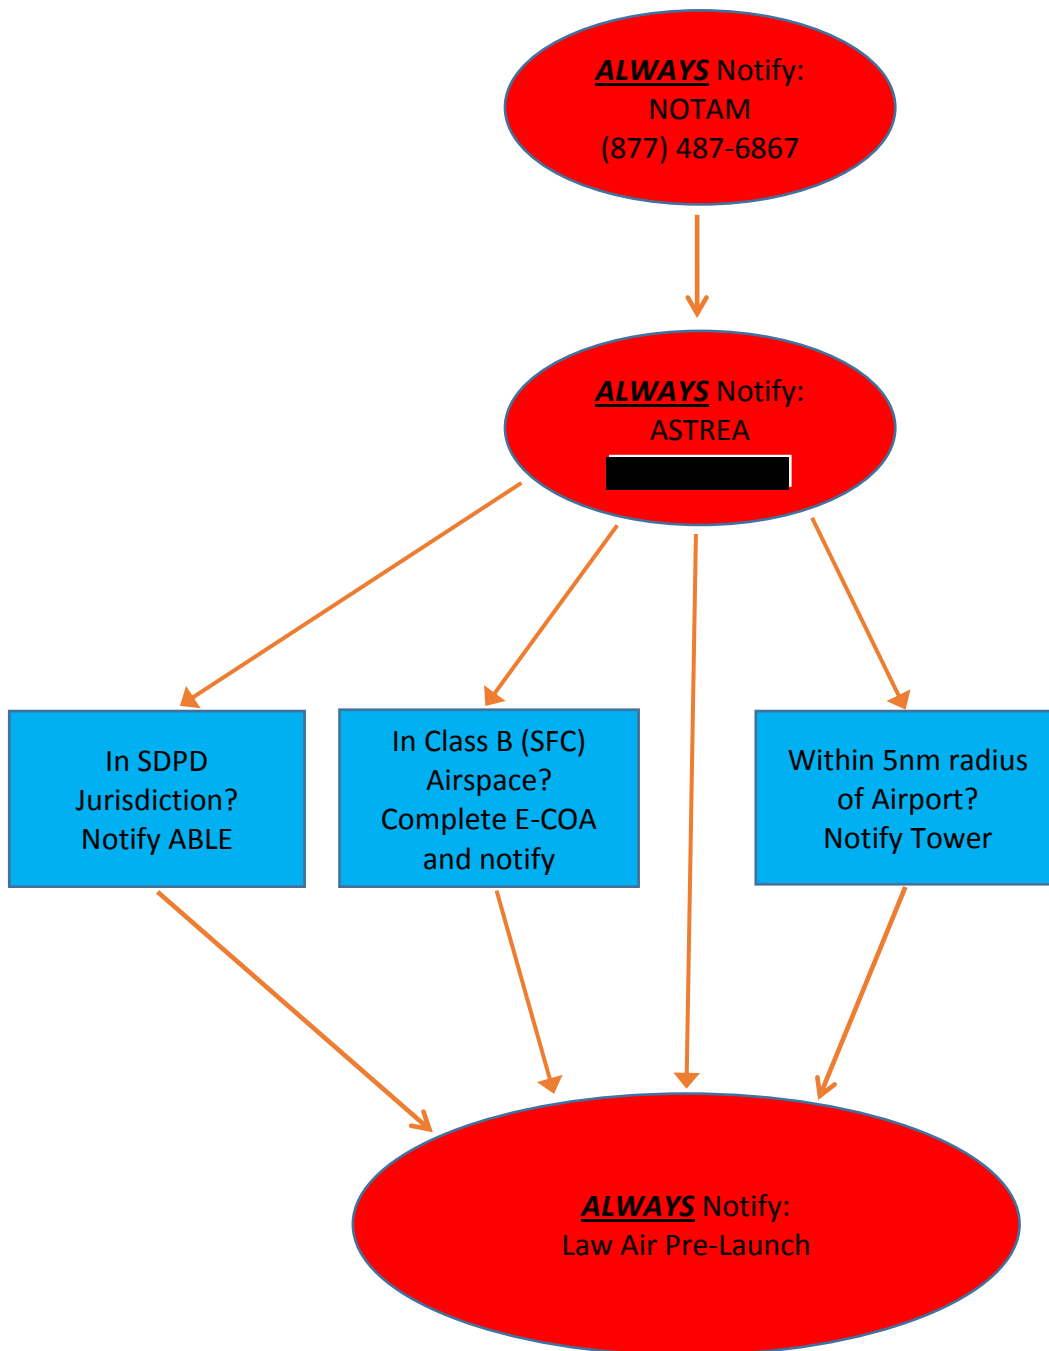 ALWAYS Notify:
NOTAM
(877) 487-6867
ALWAYS Notify:
ASTREA
In SDPD
Jurisdiction?
Notify ABLE
In Class B (SFC)
Airspace?
Complete E-COA
and notify
Within 5nm radius
of Airport?
Notify Tower
ALWAYS Notify:
Law Air Pre-Launch